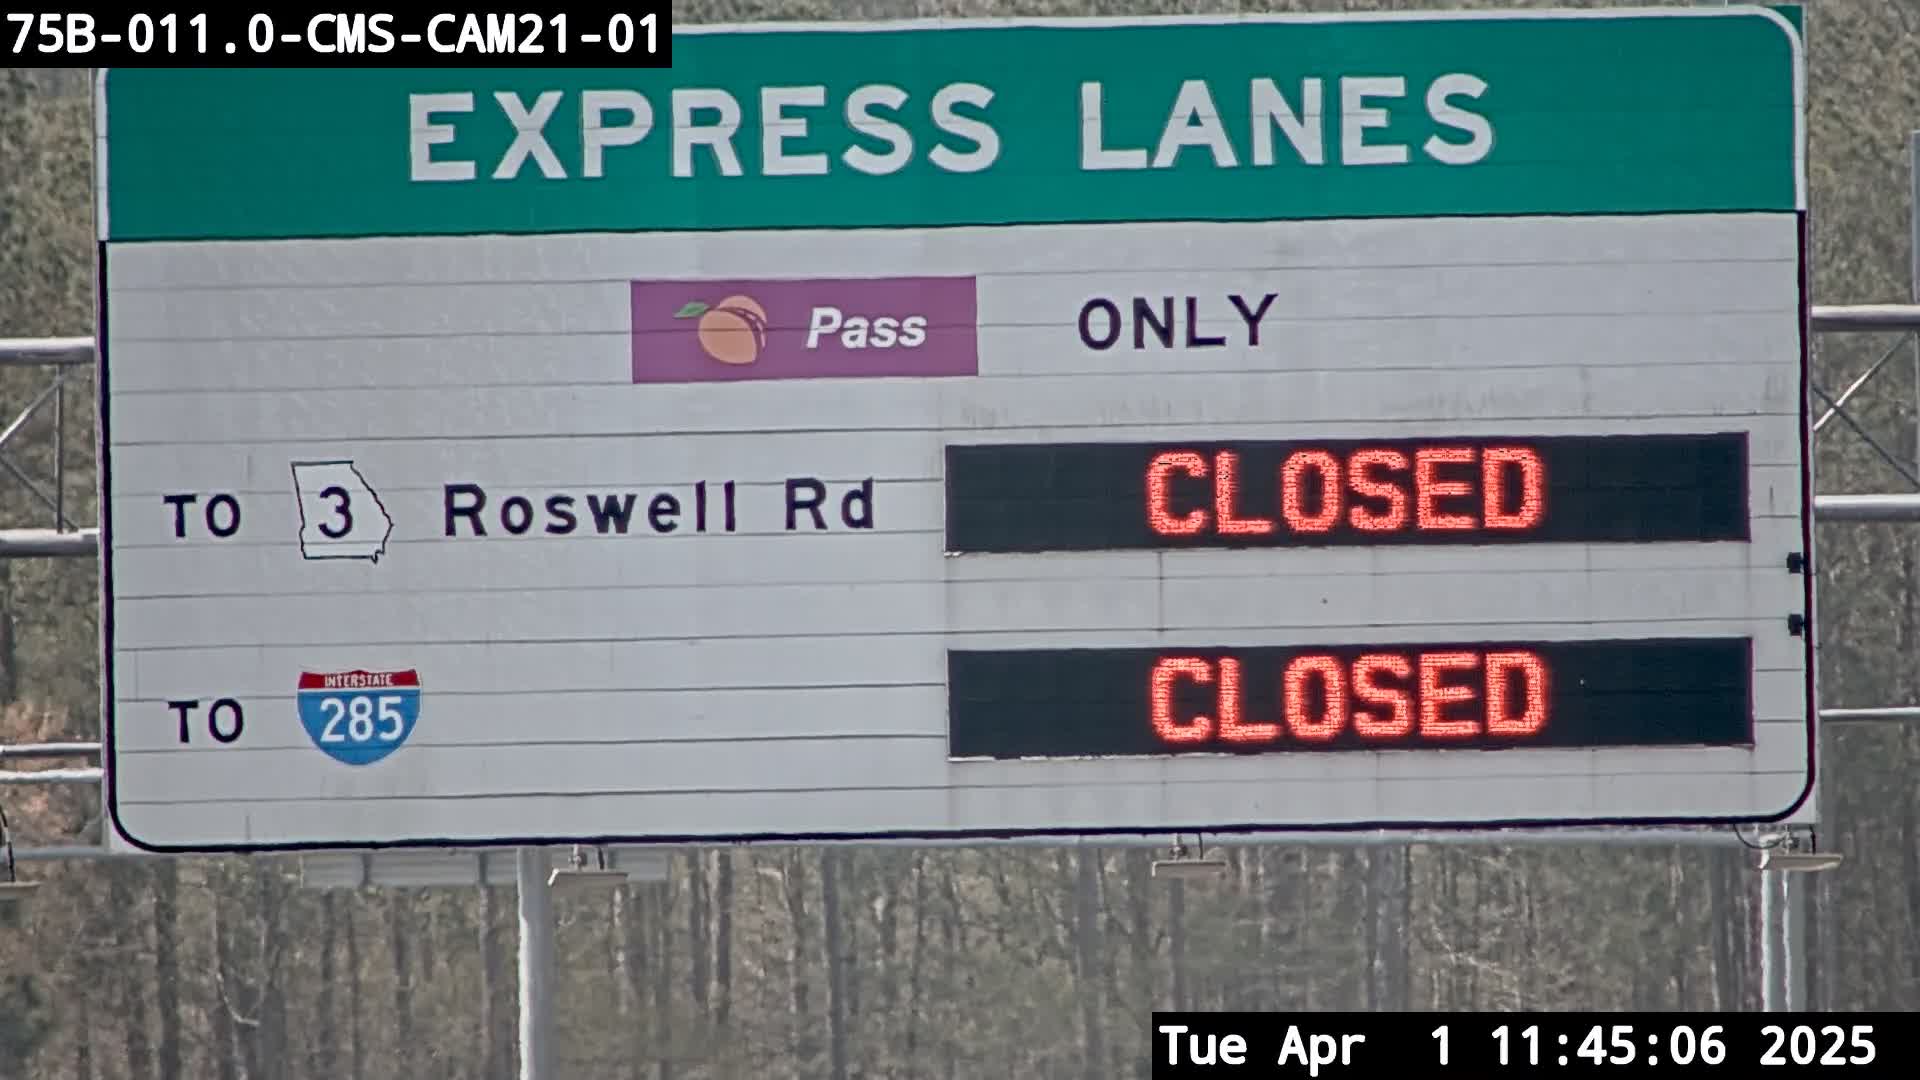 75B-011.0-CMS-CAM21-01
EXPRESS LANES
Pass ONLY
TO 3 Roswell Rd CLOSED
TO INTERSTATE 285 CLOSED
Tue Apr 1 11:45:06 2025